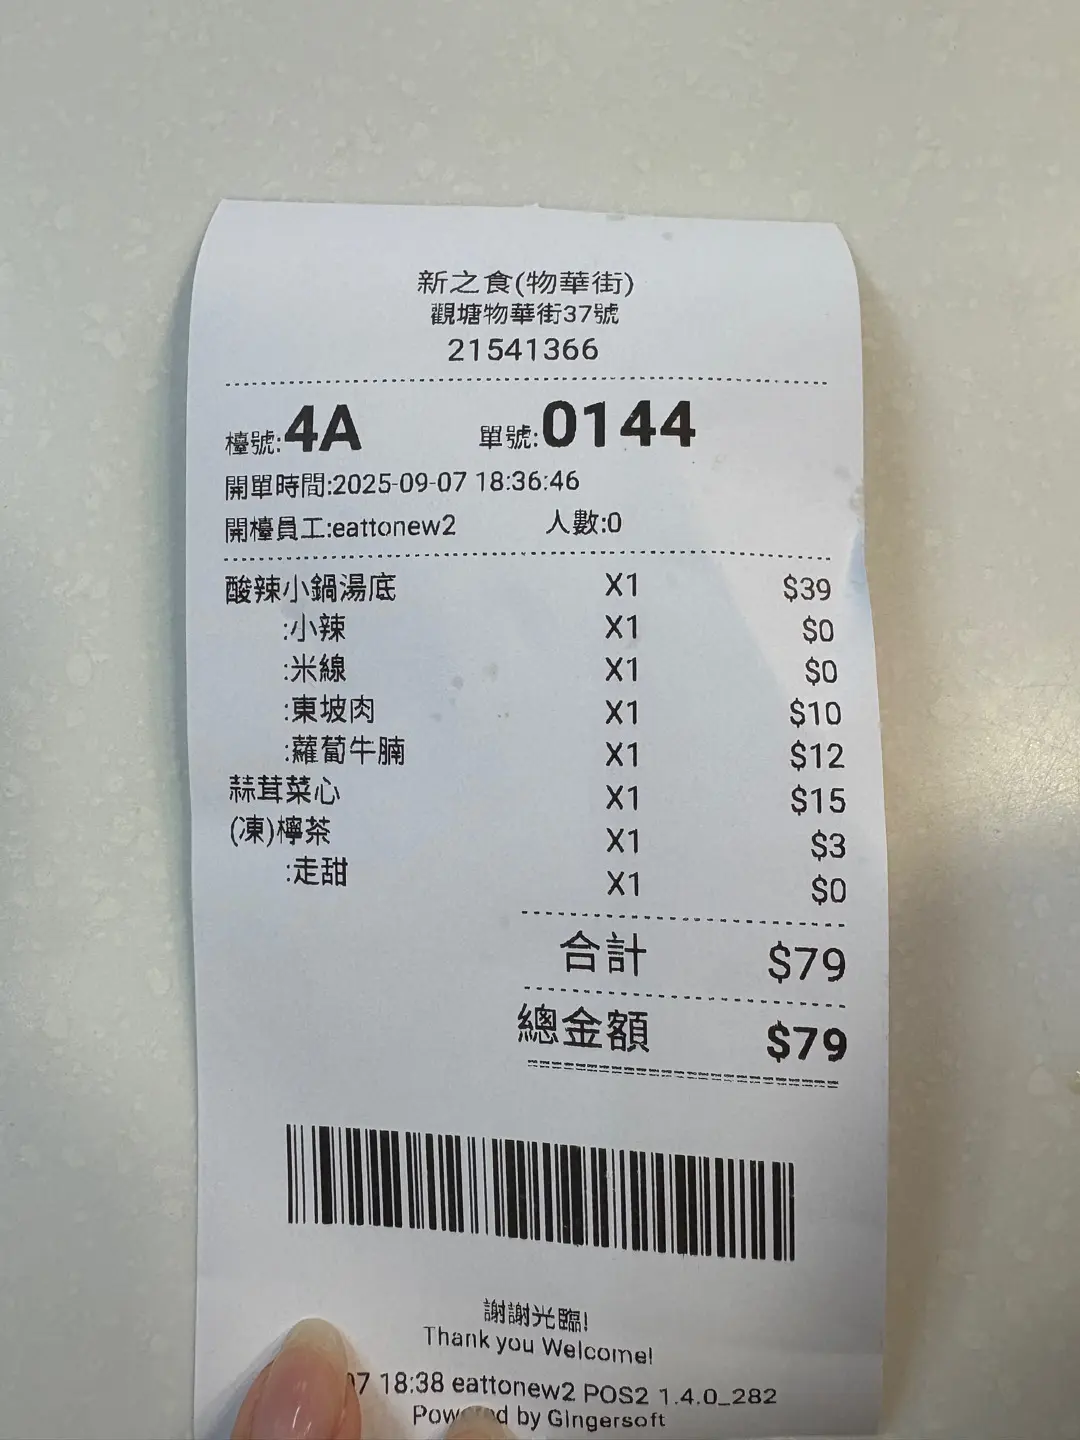 新之食(物華街)
觀塘物華街37號
21541366
檯號:4A 單號:0144
開單時間:2025-09-07 18:36:46
開檯員工:eattonew2 人數:0
酸辣小鍋湯底 X1 $39
:小辣 X1 $0
:米線 X1 $0
:東坡肉 X1 $10
:蘿蔔牛腩 X1 $12
蒜茸菜心 X1 $15
(凍)檸茶 X1 $3
:走甜 X1 $0
合計 $79
總金額 $79
謝謝光臨!
Thank you Welcome!
07 18:38 eattonew2 POS2 1.4.0_282
Powered by Gingersoft